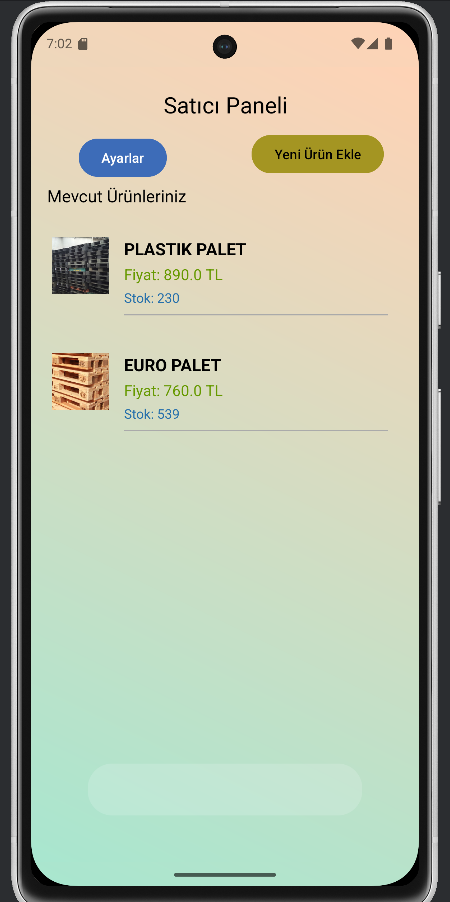 7:02
Satıcı Paneli
Ayarlar
Yeni Ürün Ekle
Mevcut Ürünleriniz
PLASTIK PALET
Fiyat: 890.0 TL
Stok: 230
EURO PALET
Fiyat: 760.0 TL
Stok: 539